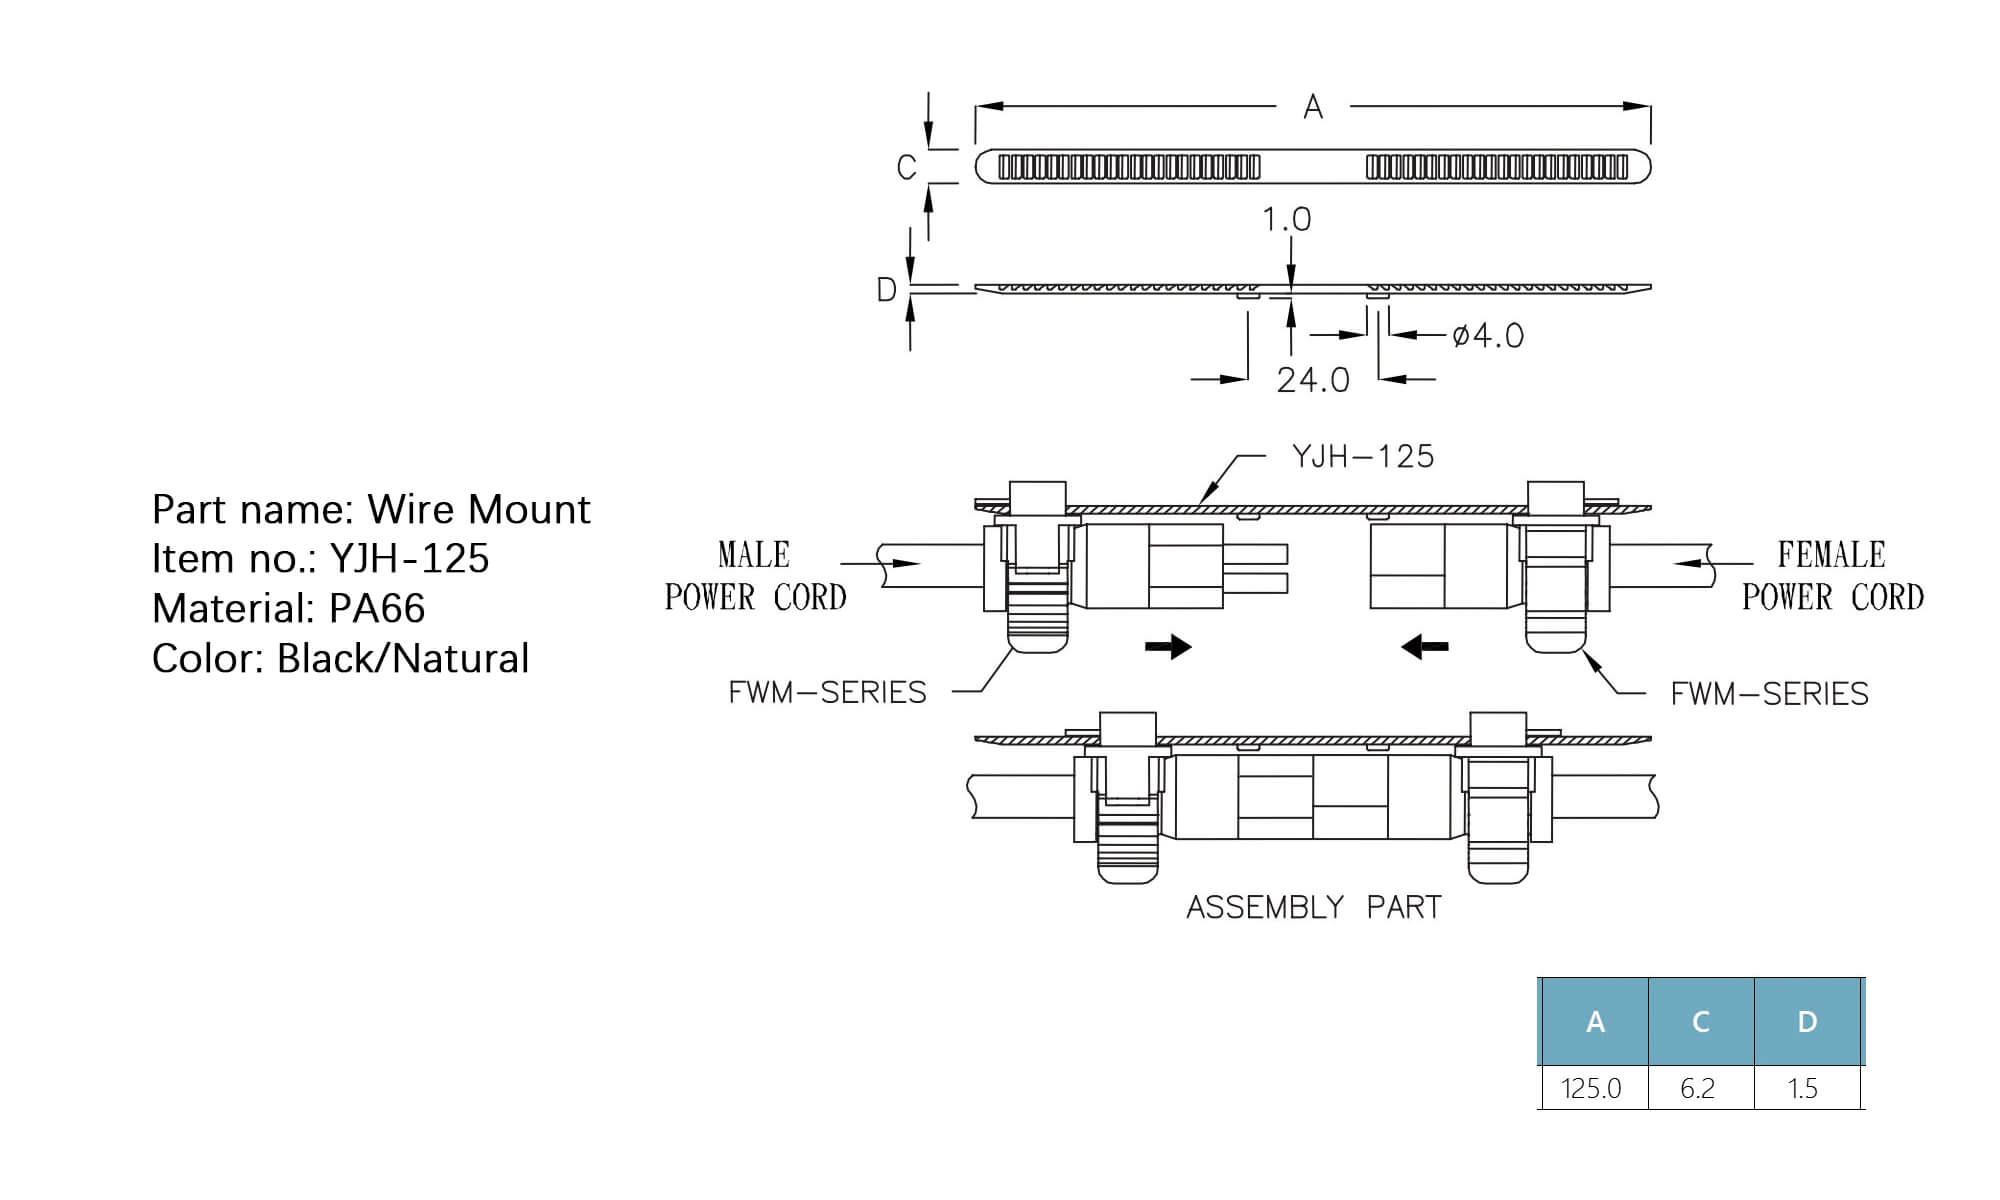 A
C
1.0
D
ø4.0
24.0
YJH-125
Part name: Wire Mount
Item no.: YJH-125
Material: PA66
Color: Black/Natural
MALE
POWER CORD
FEMALE
POWER CORD
FWM-SERIES
FWM-SERIES
ASSEMBLY PART
A C D
125.0 6.2 1.5